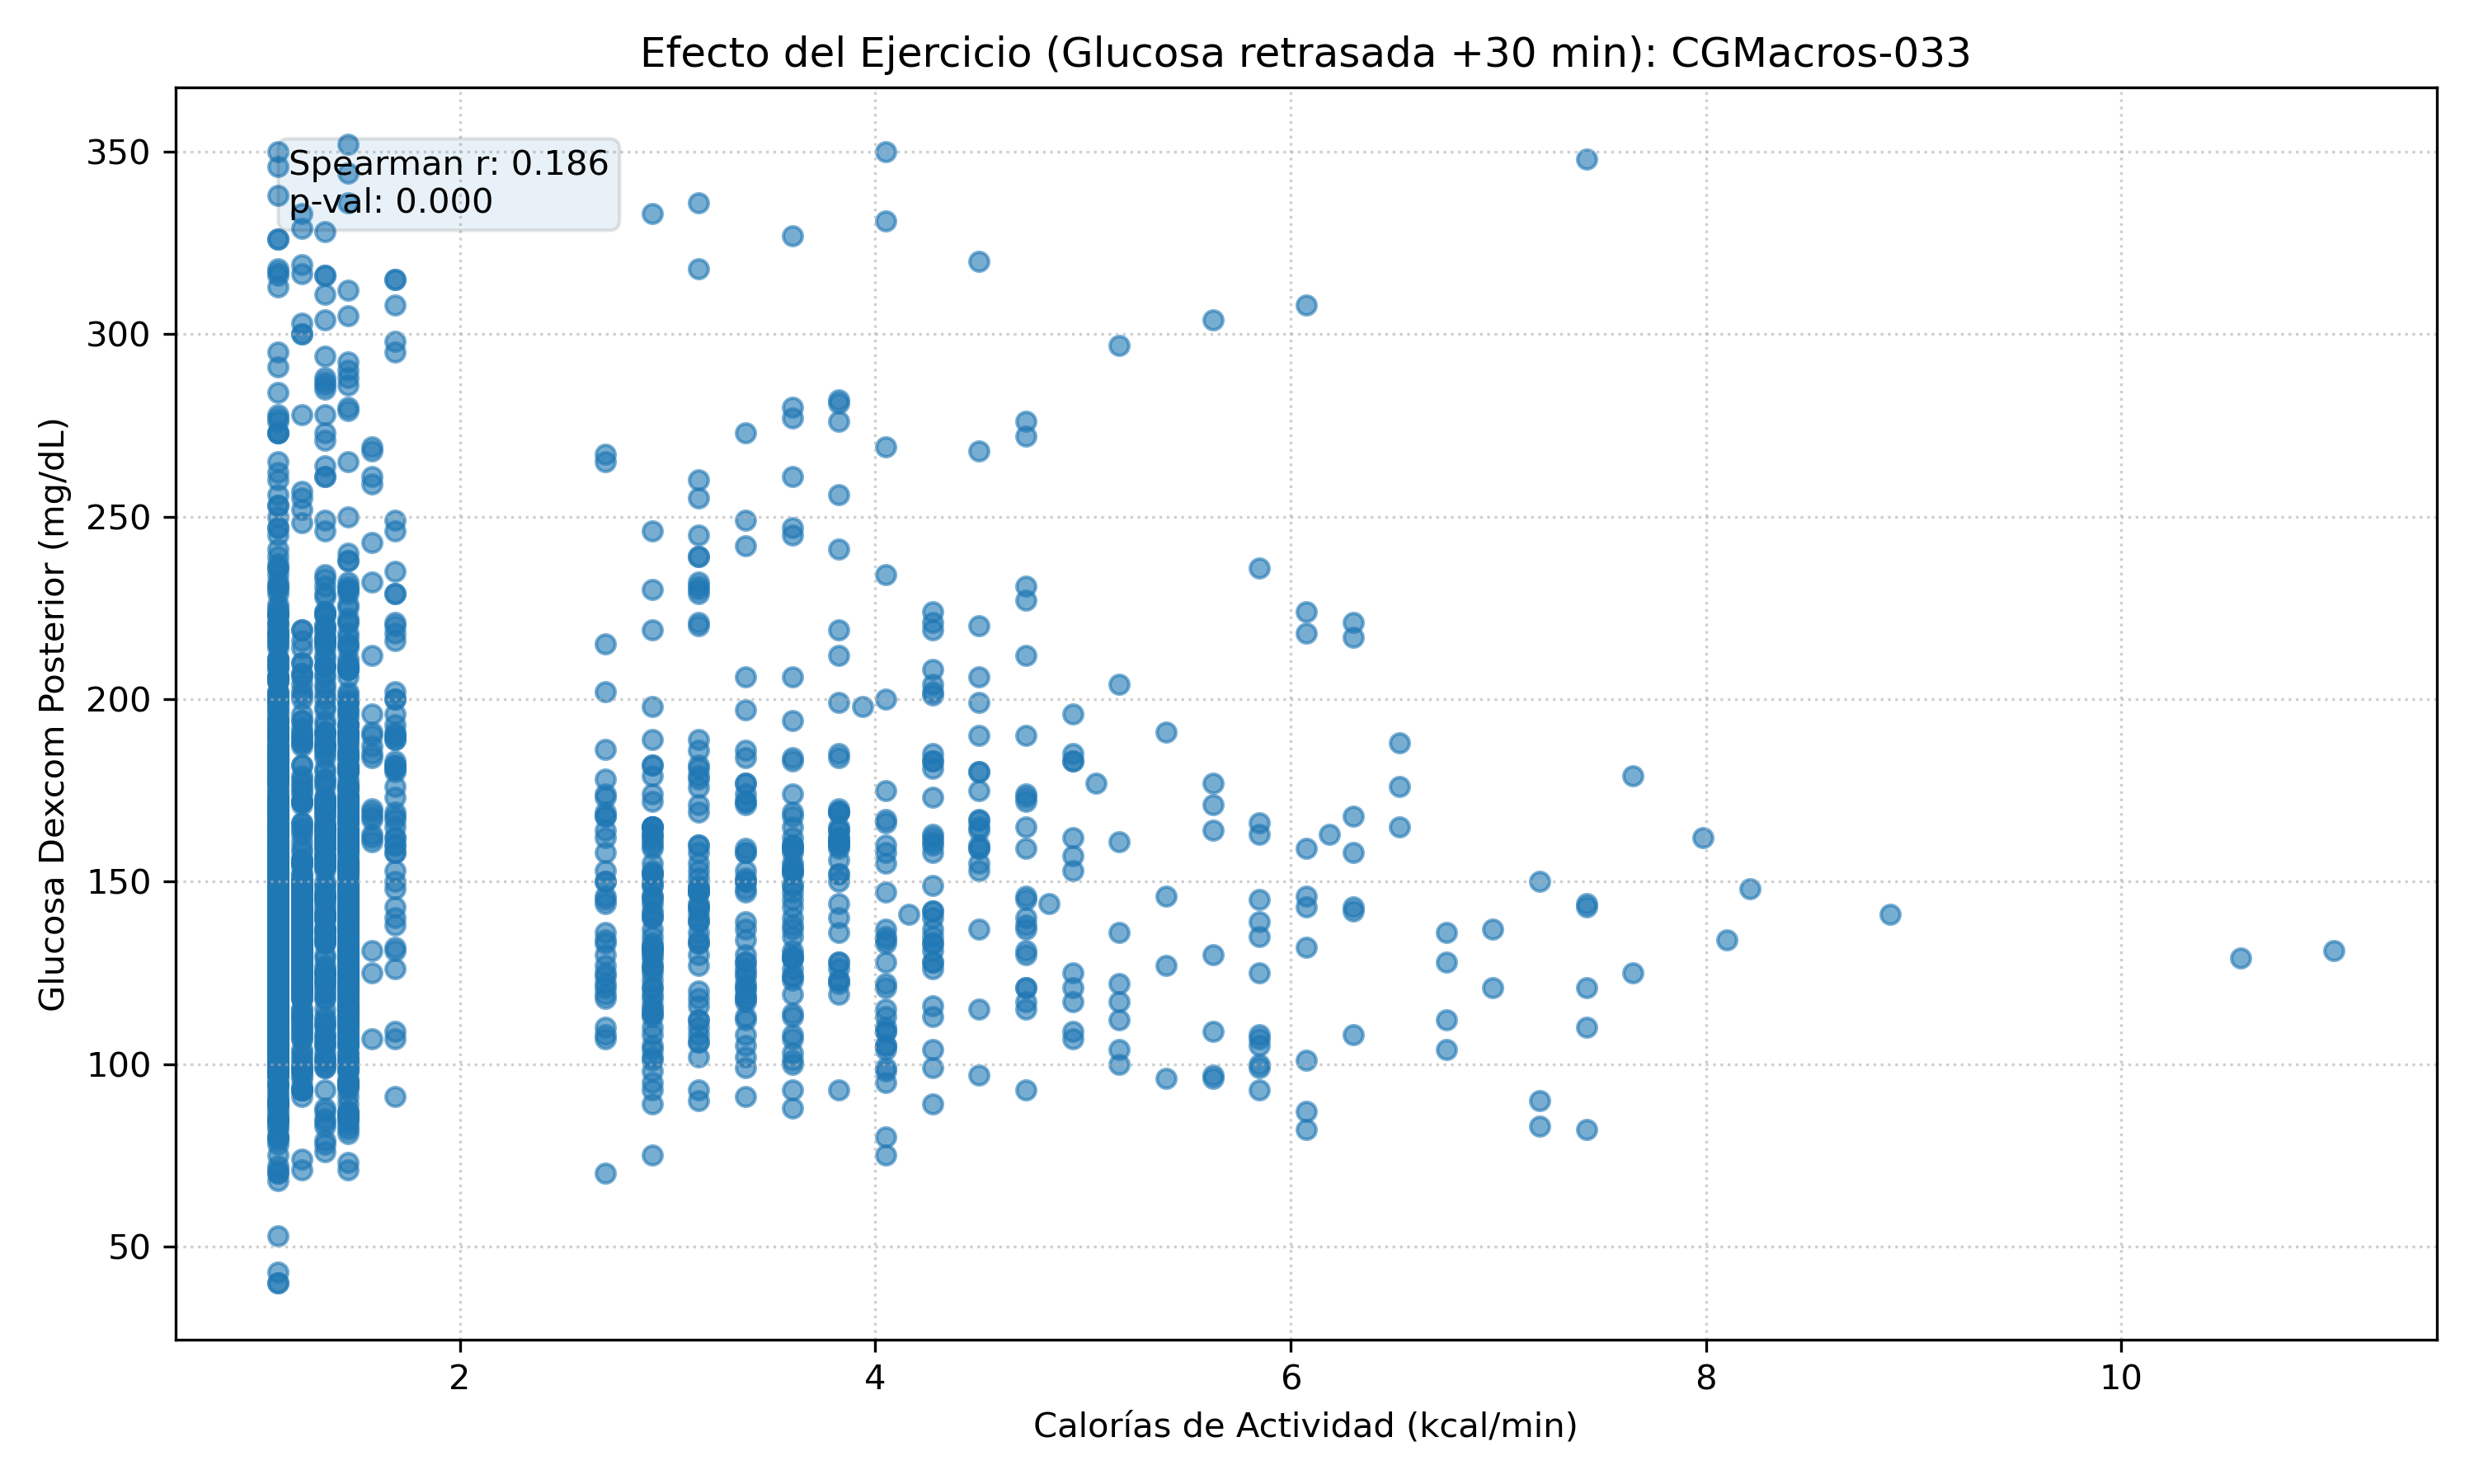 Efecto del Ejercicio (Glucosa retrasada +30 min): CGMacros-033
Spearman r: 0.186
p-val: 0.000
Glucosa Dexcom Posterior (mg/dL)
350
300
250
200
150
100
50
2 4 6 8 10
Calorías de Actividad (kcal/min)